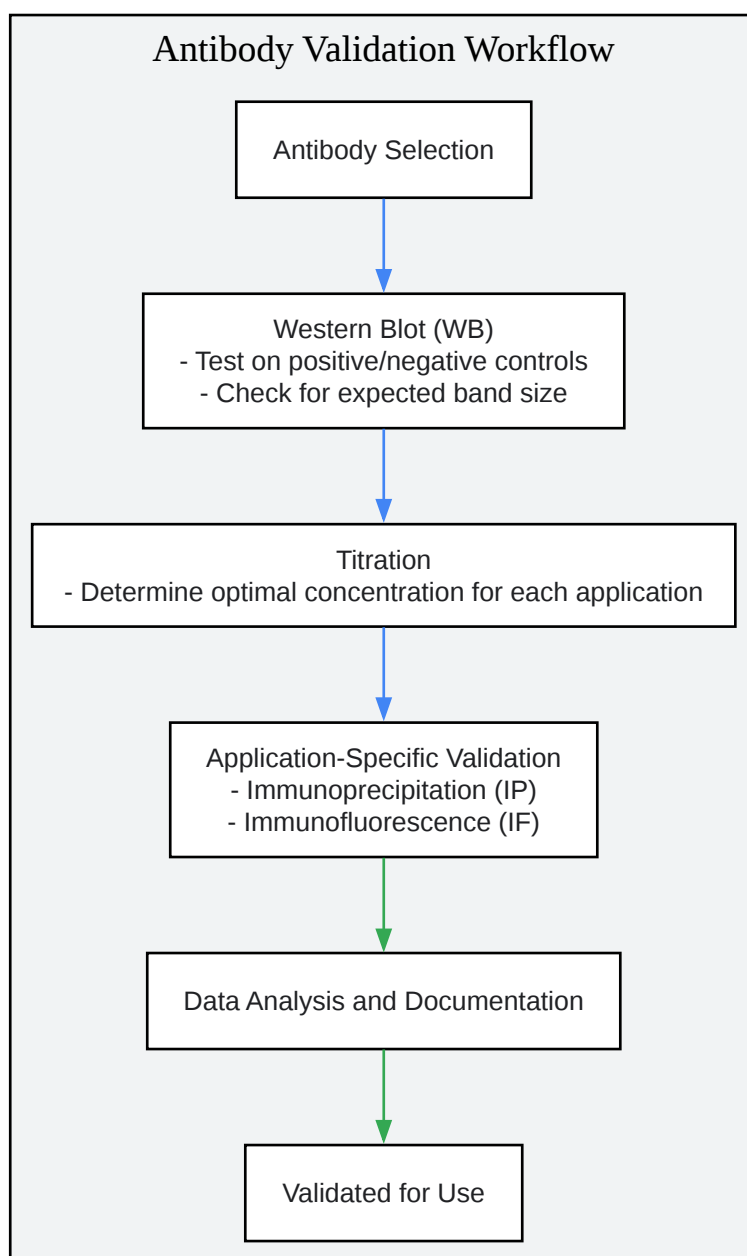 Antibody Validation Workflow
Antibody Selection
Western Blot (WB)
- Test on positive/negative controls
- Check for expected band size
Titration
- Determine optimal concentration for each application
Application-Specific Validation
- Immunoprecipitation (IP)
- Immunofluorescence (IF)
Data Analysis and Documentation
Validated for Use